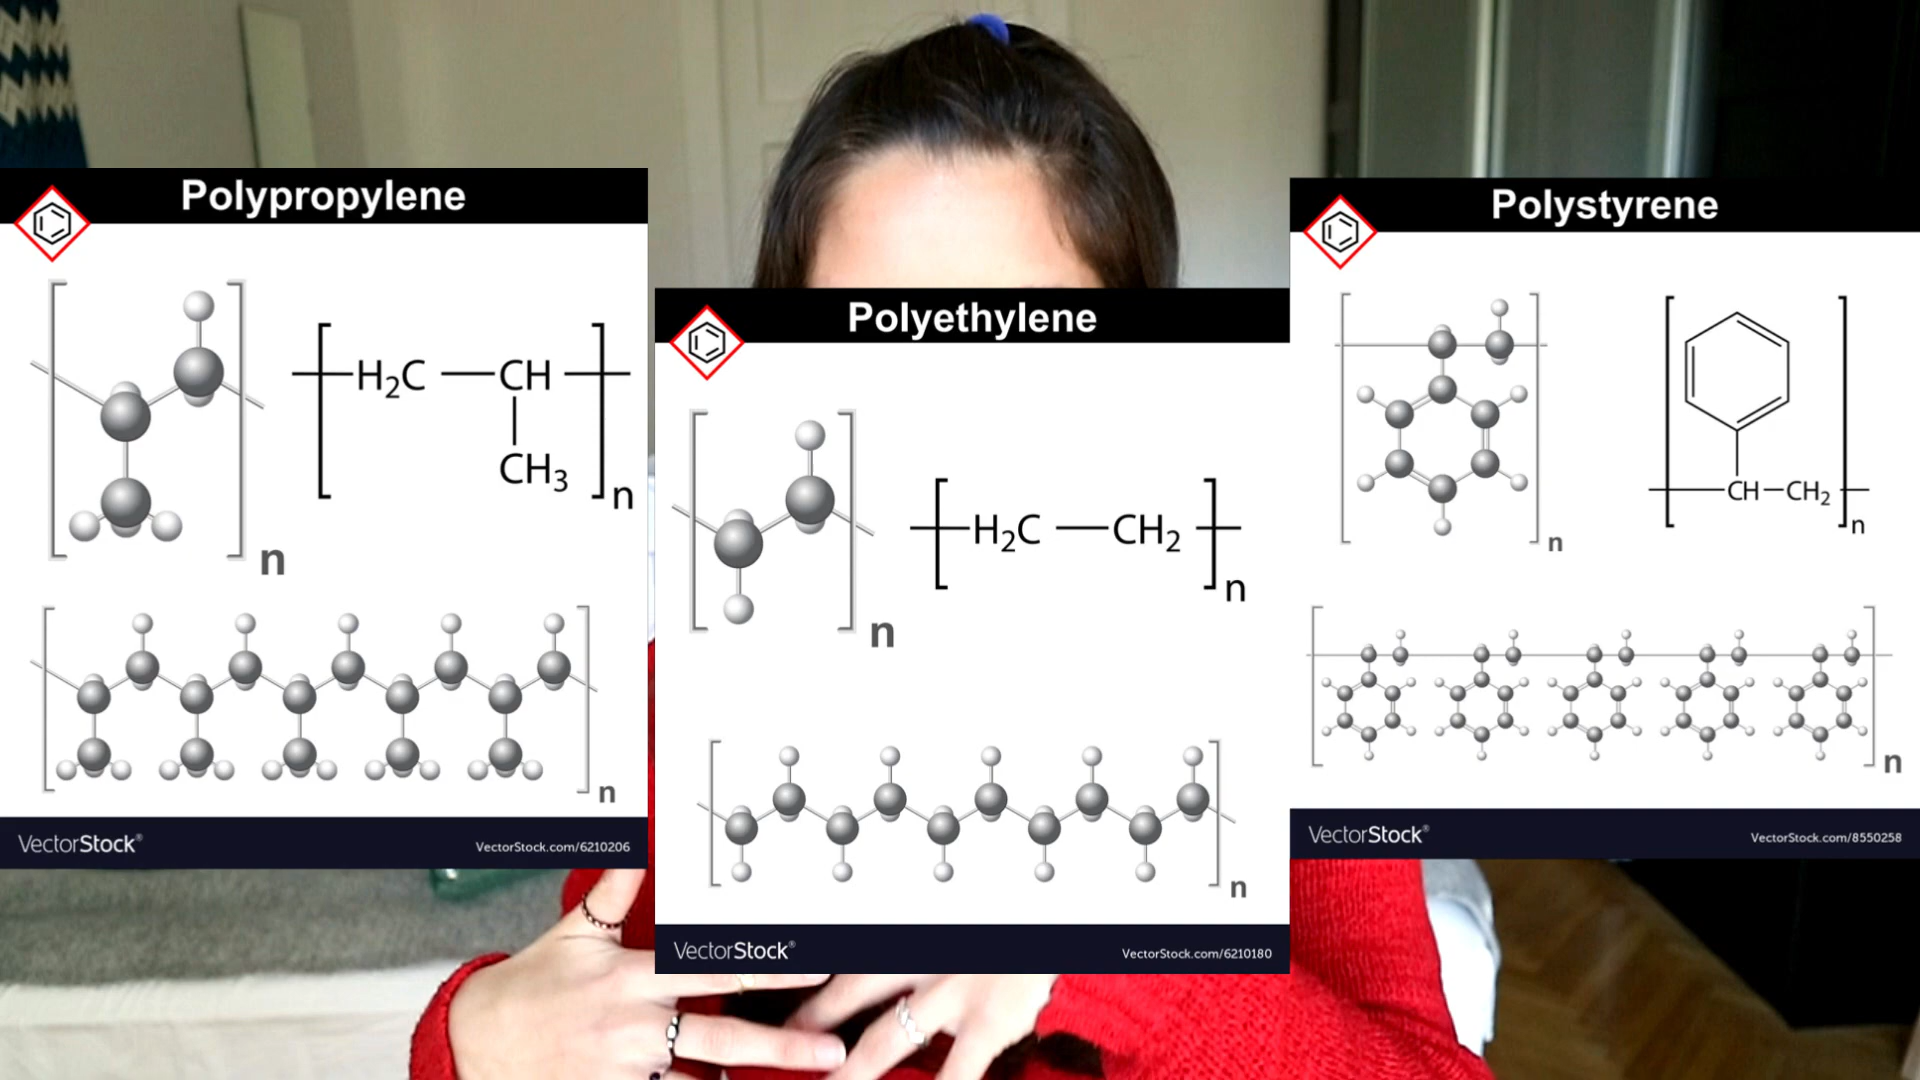 Polypropylene
H₂C — CH
CH₃
n
n
n
VectorStock®
VectorStock.com/6210206
Polyethylene
H₂C — CH₂
n
n
n
VectorStock®
VectorStock.com/6210180
Polystyrene
CH — CH₂
n
n
n
VectorStock®
VectorStock.com/8550258